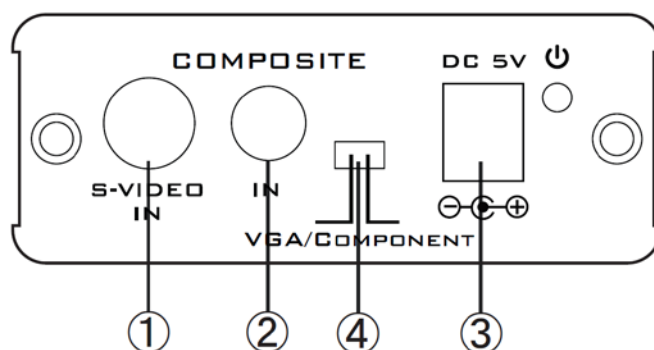 COMPOSITE
DC 5V
S-VIDEO
IN
IN
VGA/COMPONENT
① ② ④ ③